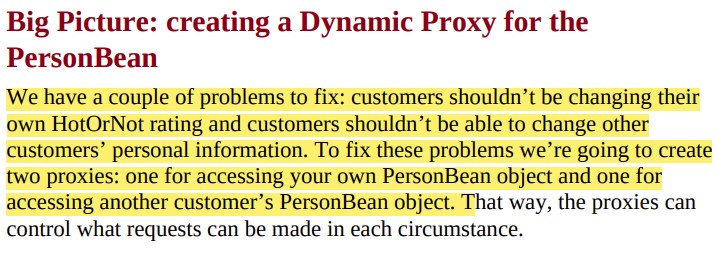 Big Picture: creating a Dynamic Proxy for the
PersonBean
We have a couple of problems to fix: customers shouldn’t be changing their
own HotOrNot rating and customers shouldn’t be able to change other
customers’ personal information. To fix these problems we’re going to create
two proxies: one for accessing your own PersonBean object and one for
accessing another customer’s PersonBean object. That way, the proxies can
control what requests can be made in each circumstance.